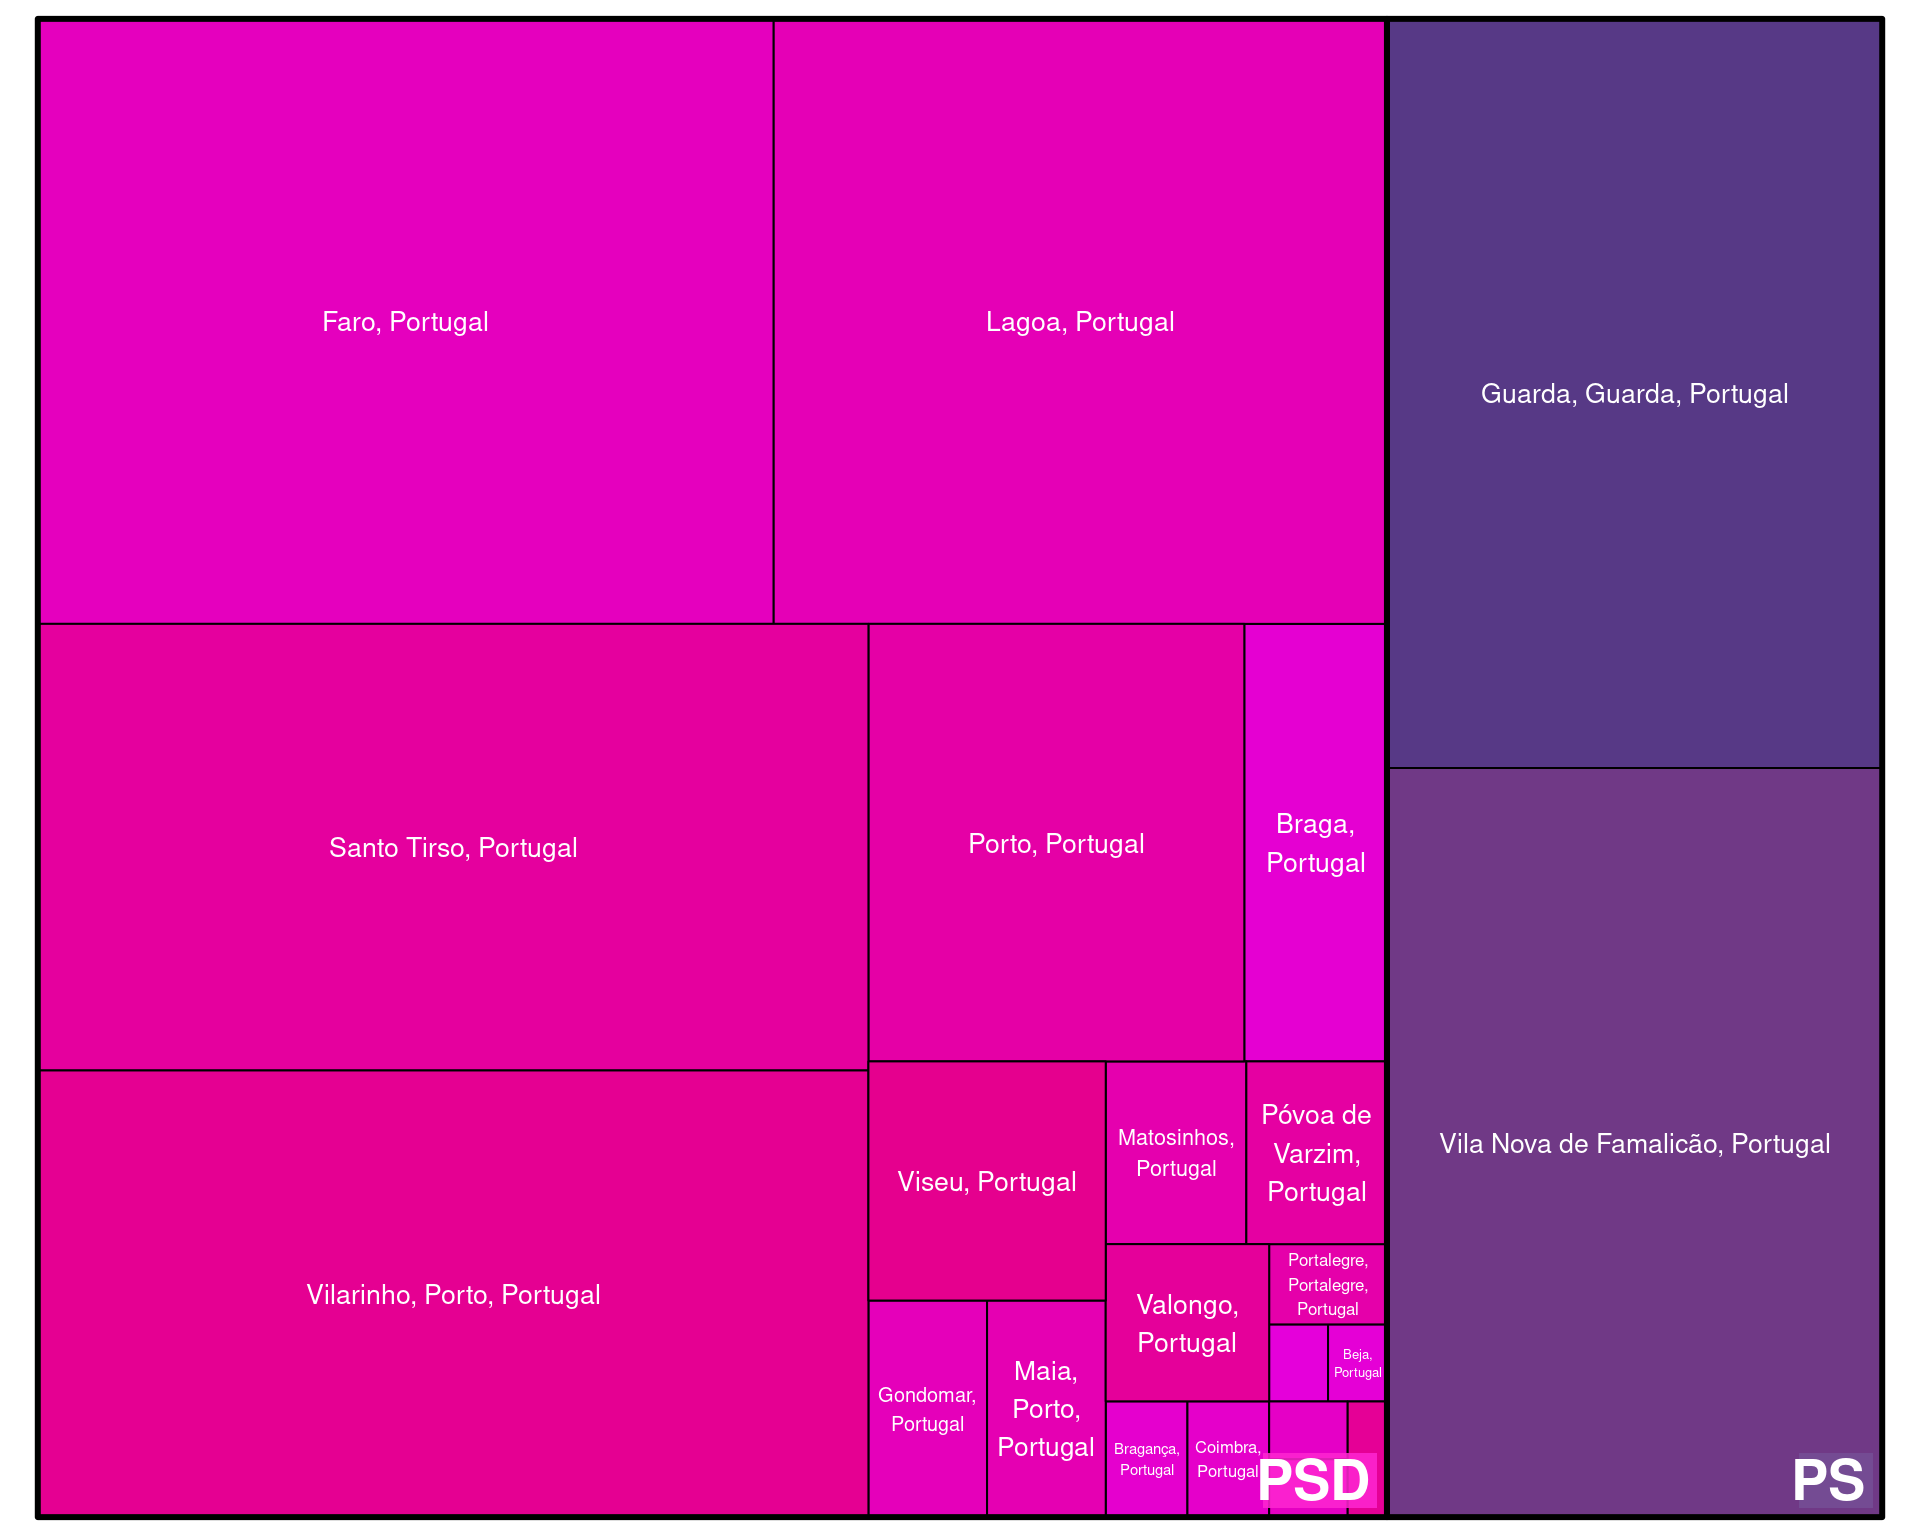 Faro, Portugal
Lagoa, Portugal
Guarda, Guarda, Portugal
Santo Tirso, Portugal
Porto, Portugal
Braga,
Portugal
Vila Nova de Famalicão, Portugal
Vilarinho, Porto, Portugal
Viseu, Portugal
Matosinhos,
Portugal
Póvoa de
Varzim,
Portugal
Valongo,
Portugal
Portalegre,
Portalegre,
Portugal
Beja,
Portugal
Gondomar,
Portugal
Maia,
Porto,
Portugal
Bragança,
Portugal
Coimbra,
Portugal
PSD
PS